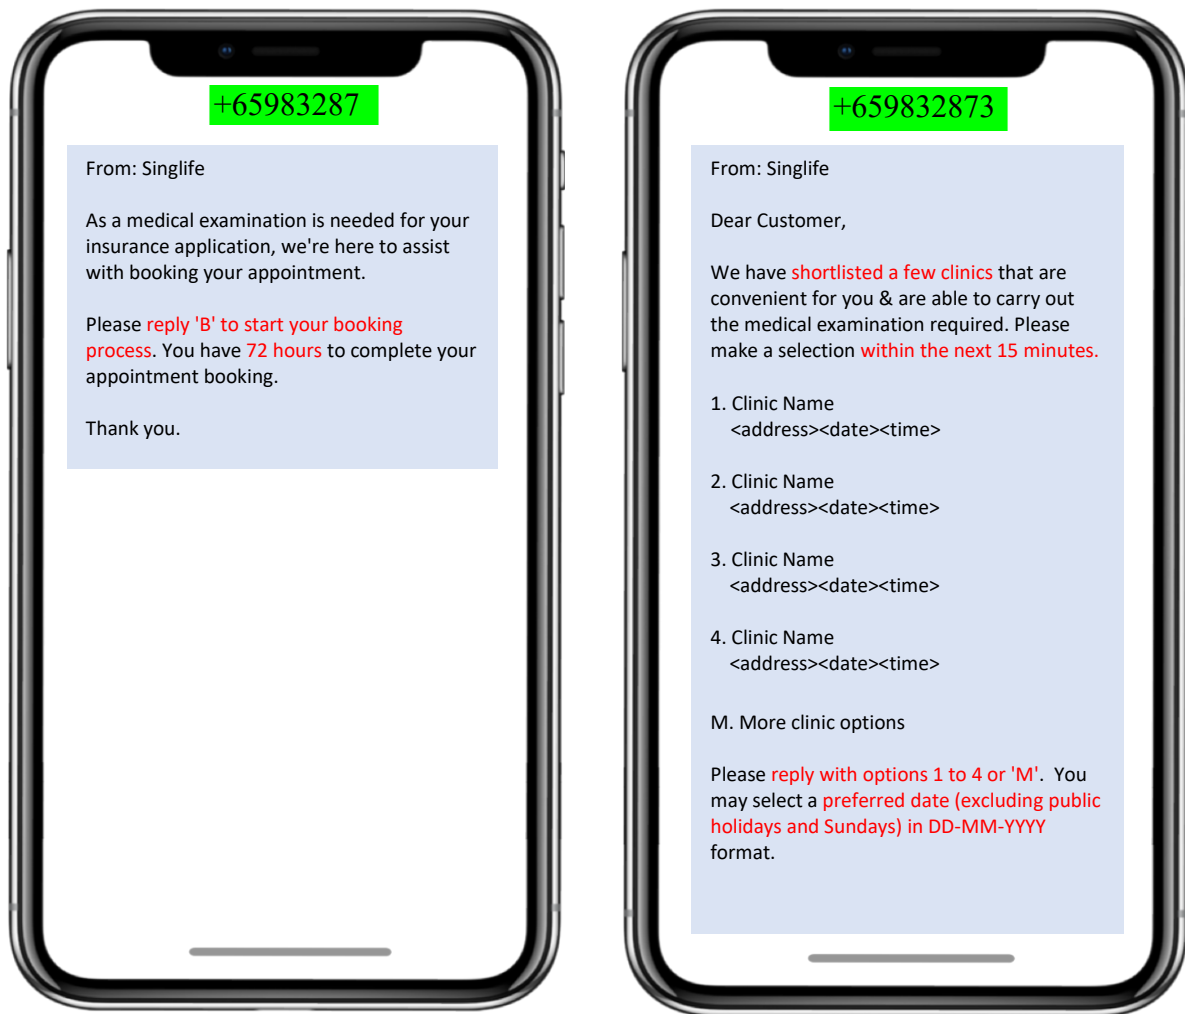 +65983287
From: Singlife
As a medical examination is needed for your
insurance application, we're here to assist
with booking your appointment.
Please reply 'B' to start your booking
process. You have 72 hours to complete your
appointment booking.
Thank you.
+659832873
From: Singlife
Dear Customer,
We have shortlisted a few clinics that are
convenient for you & are able to carry out
the medical examination required. Please
make a selection within the next 15 minutes.
1. Clinic Name
<address><date><time>
2. Clinic Name
<address><date><time>
3. Clinic Name
<address><date><time>
4. Clinic Name
<address><date><time>
M. More clinic options
Please reply with options 1 to 4 or 'M'.  You
may select a preferred date (excluding public
holidays and Sundays) in DD-MM-YYYY
format.